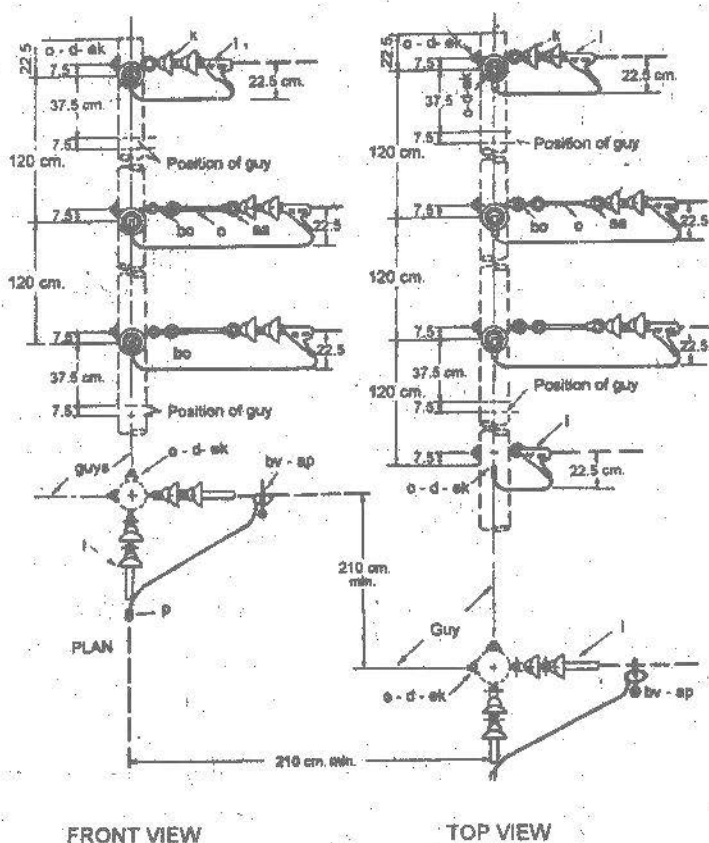 22.5
o - d - ek
k
l
7.5
22.5 cm.
37.5 cm.
7.5
Position of guy
120 cm.
7.5
bo
o
aa
22.5
120 cm.
7.5
bo
22.5
37.5 cm.
7.5
Position of guy
guys
o - d - ek
bv - ap
p
PLAN
22.5
o - d - ek
k
l
7.5
22.5 cm.
37.5
o-d-ek
7.5
Position of guy
120 cm.
7.5
bo
o
aa
22.5
120 cm.
7.5
22.5
37.5 cm.
7.5
Position of guy
120 cm.
7.5
l
22.5 cm.
o - d - ek
210 cm.
min.
Guy
l
o - d - ek
bv - ap
210 cm. min.
FRONT VIEW
TOP VIEW